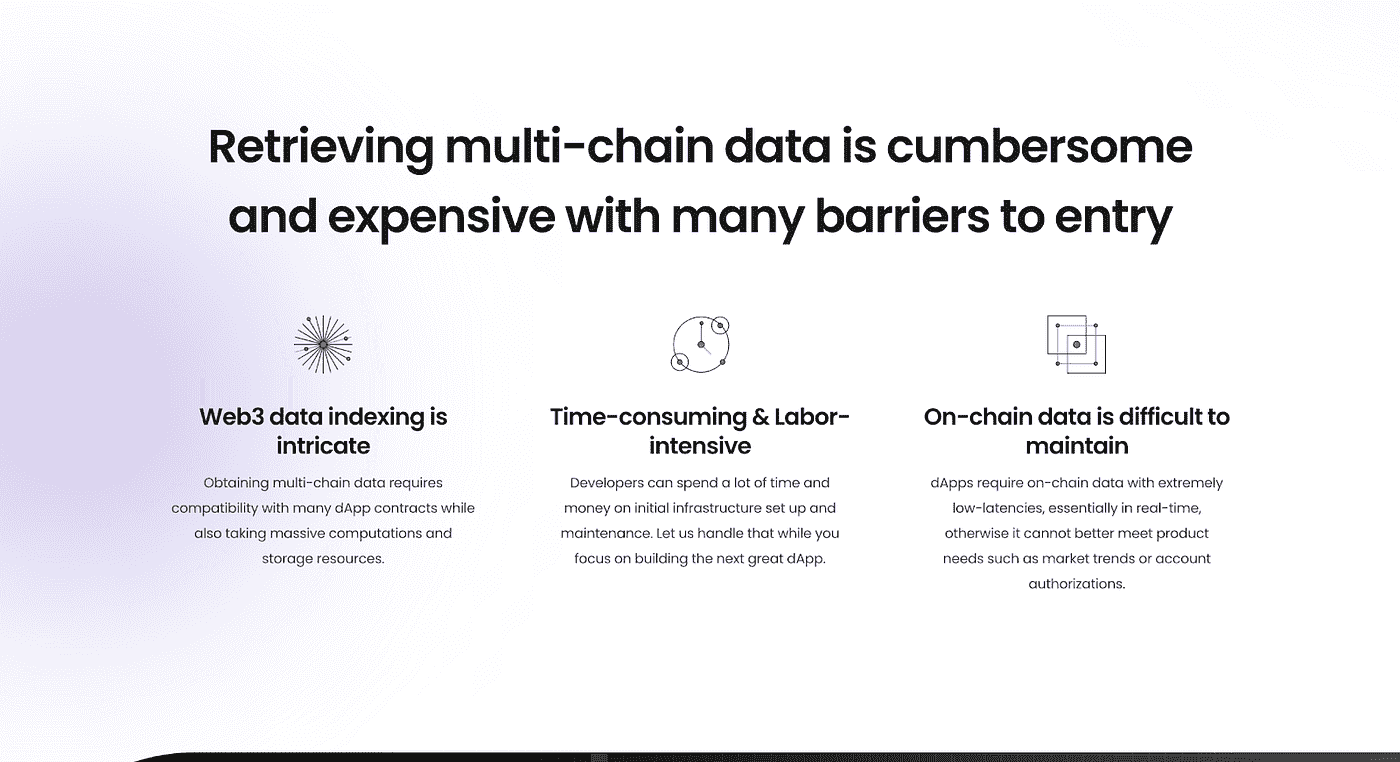 Retrieving multi-chain data is cumbersome
and expensive with many barriers to entry
Web3 data indexing is
intricate
Obtaining multi-chain data requires
compatibility with many dApp contracts while
also taking massive computations and
storage resources.
Time-consuming & Labor-
intensive
Developers can spend a lot of time and
money on initial infrastructure set up and
maintenance. Let us handle that while you
focus on building the next great dApp.
On-chain data is difficult to
maintain
dApps require on-chain data with extremely
low-latencies, essentially in real-time,
otherwise it cannot better meet product
needs such as market trends or account
authorizations.